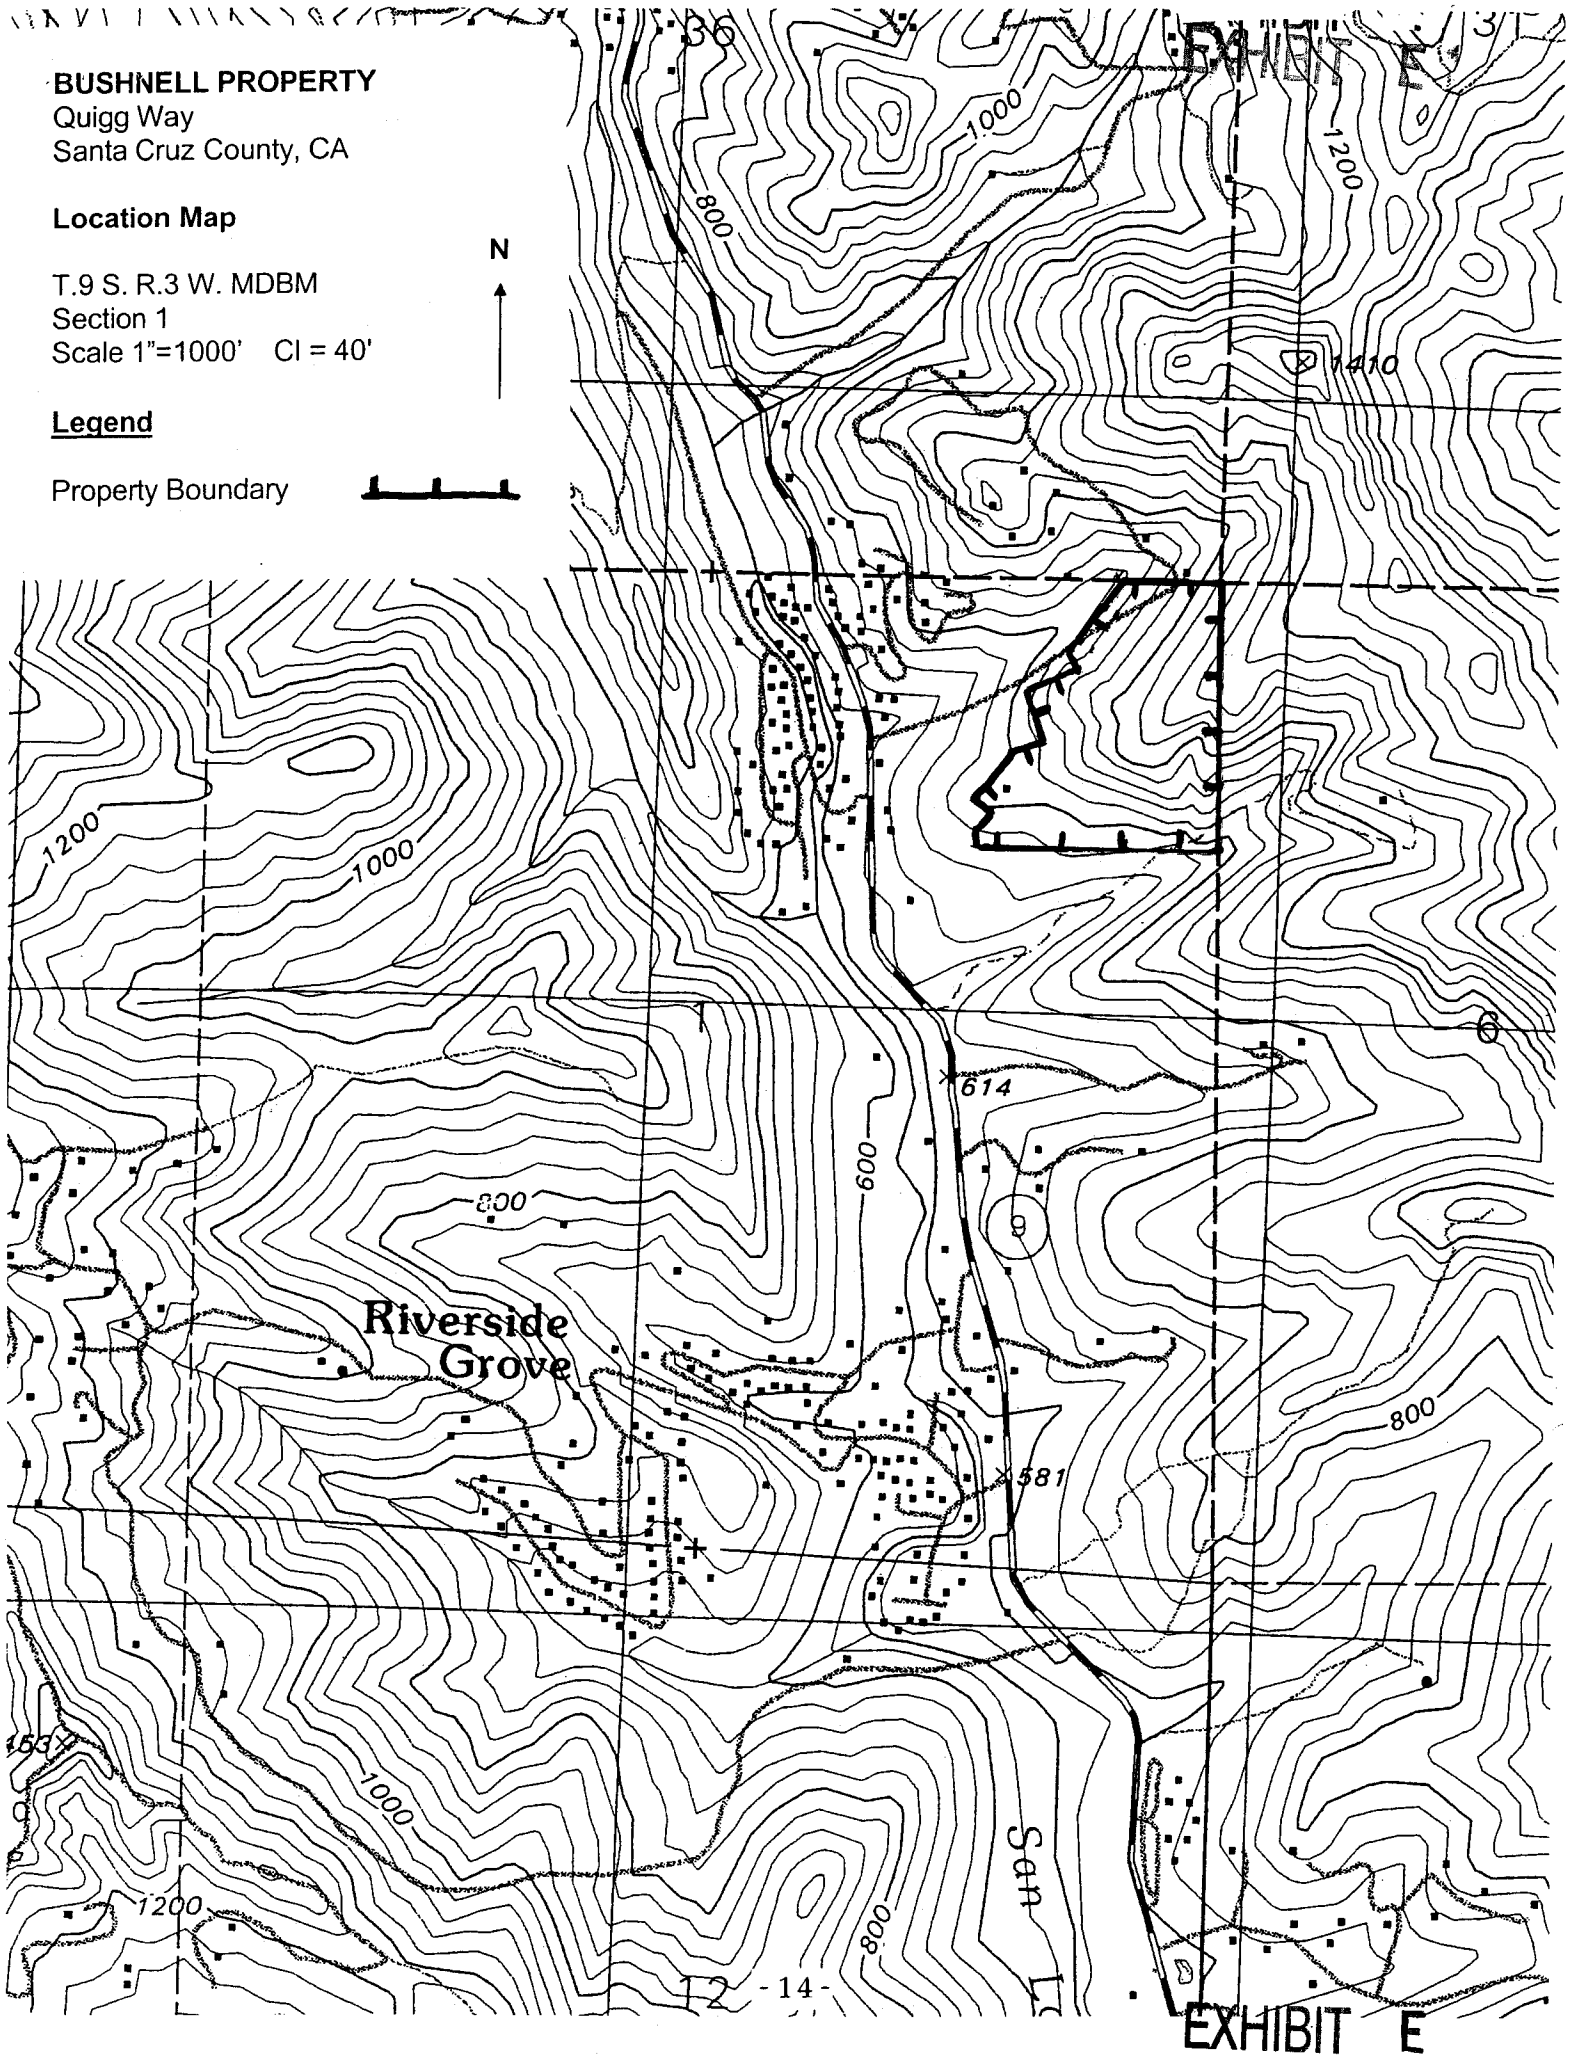 36
EXHIBIT E
BUSHNELL PROPERTY
Quigg Way
Santa Cruz County, CA
Location Map
N
T.9 S. R.3 W. MDBM
Section 1
Scale 1"=1000' CI = 40'
Legend
Property Boundary
1000
1200
800
1410
1200
1000
1
6
614
600
800
9
Riverside
Grove
800
581
1000
San
1200
800
12
- 14 -
EXHIBIT E